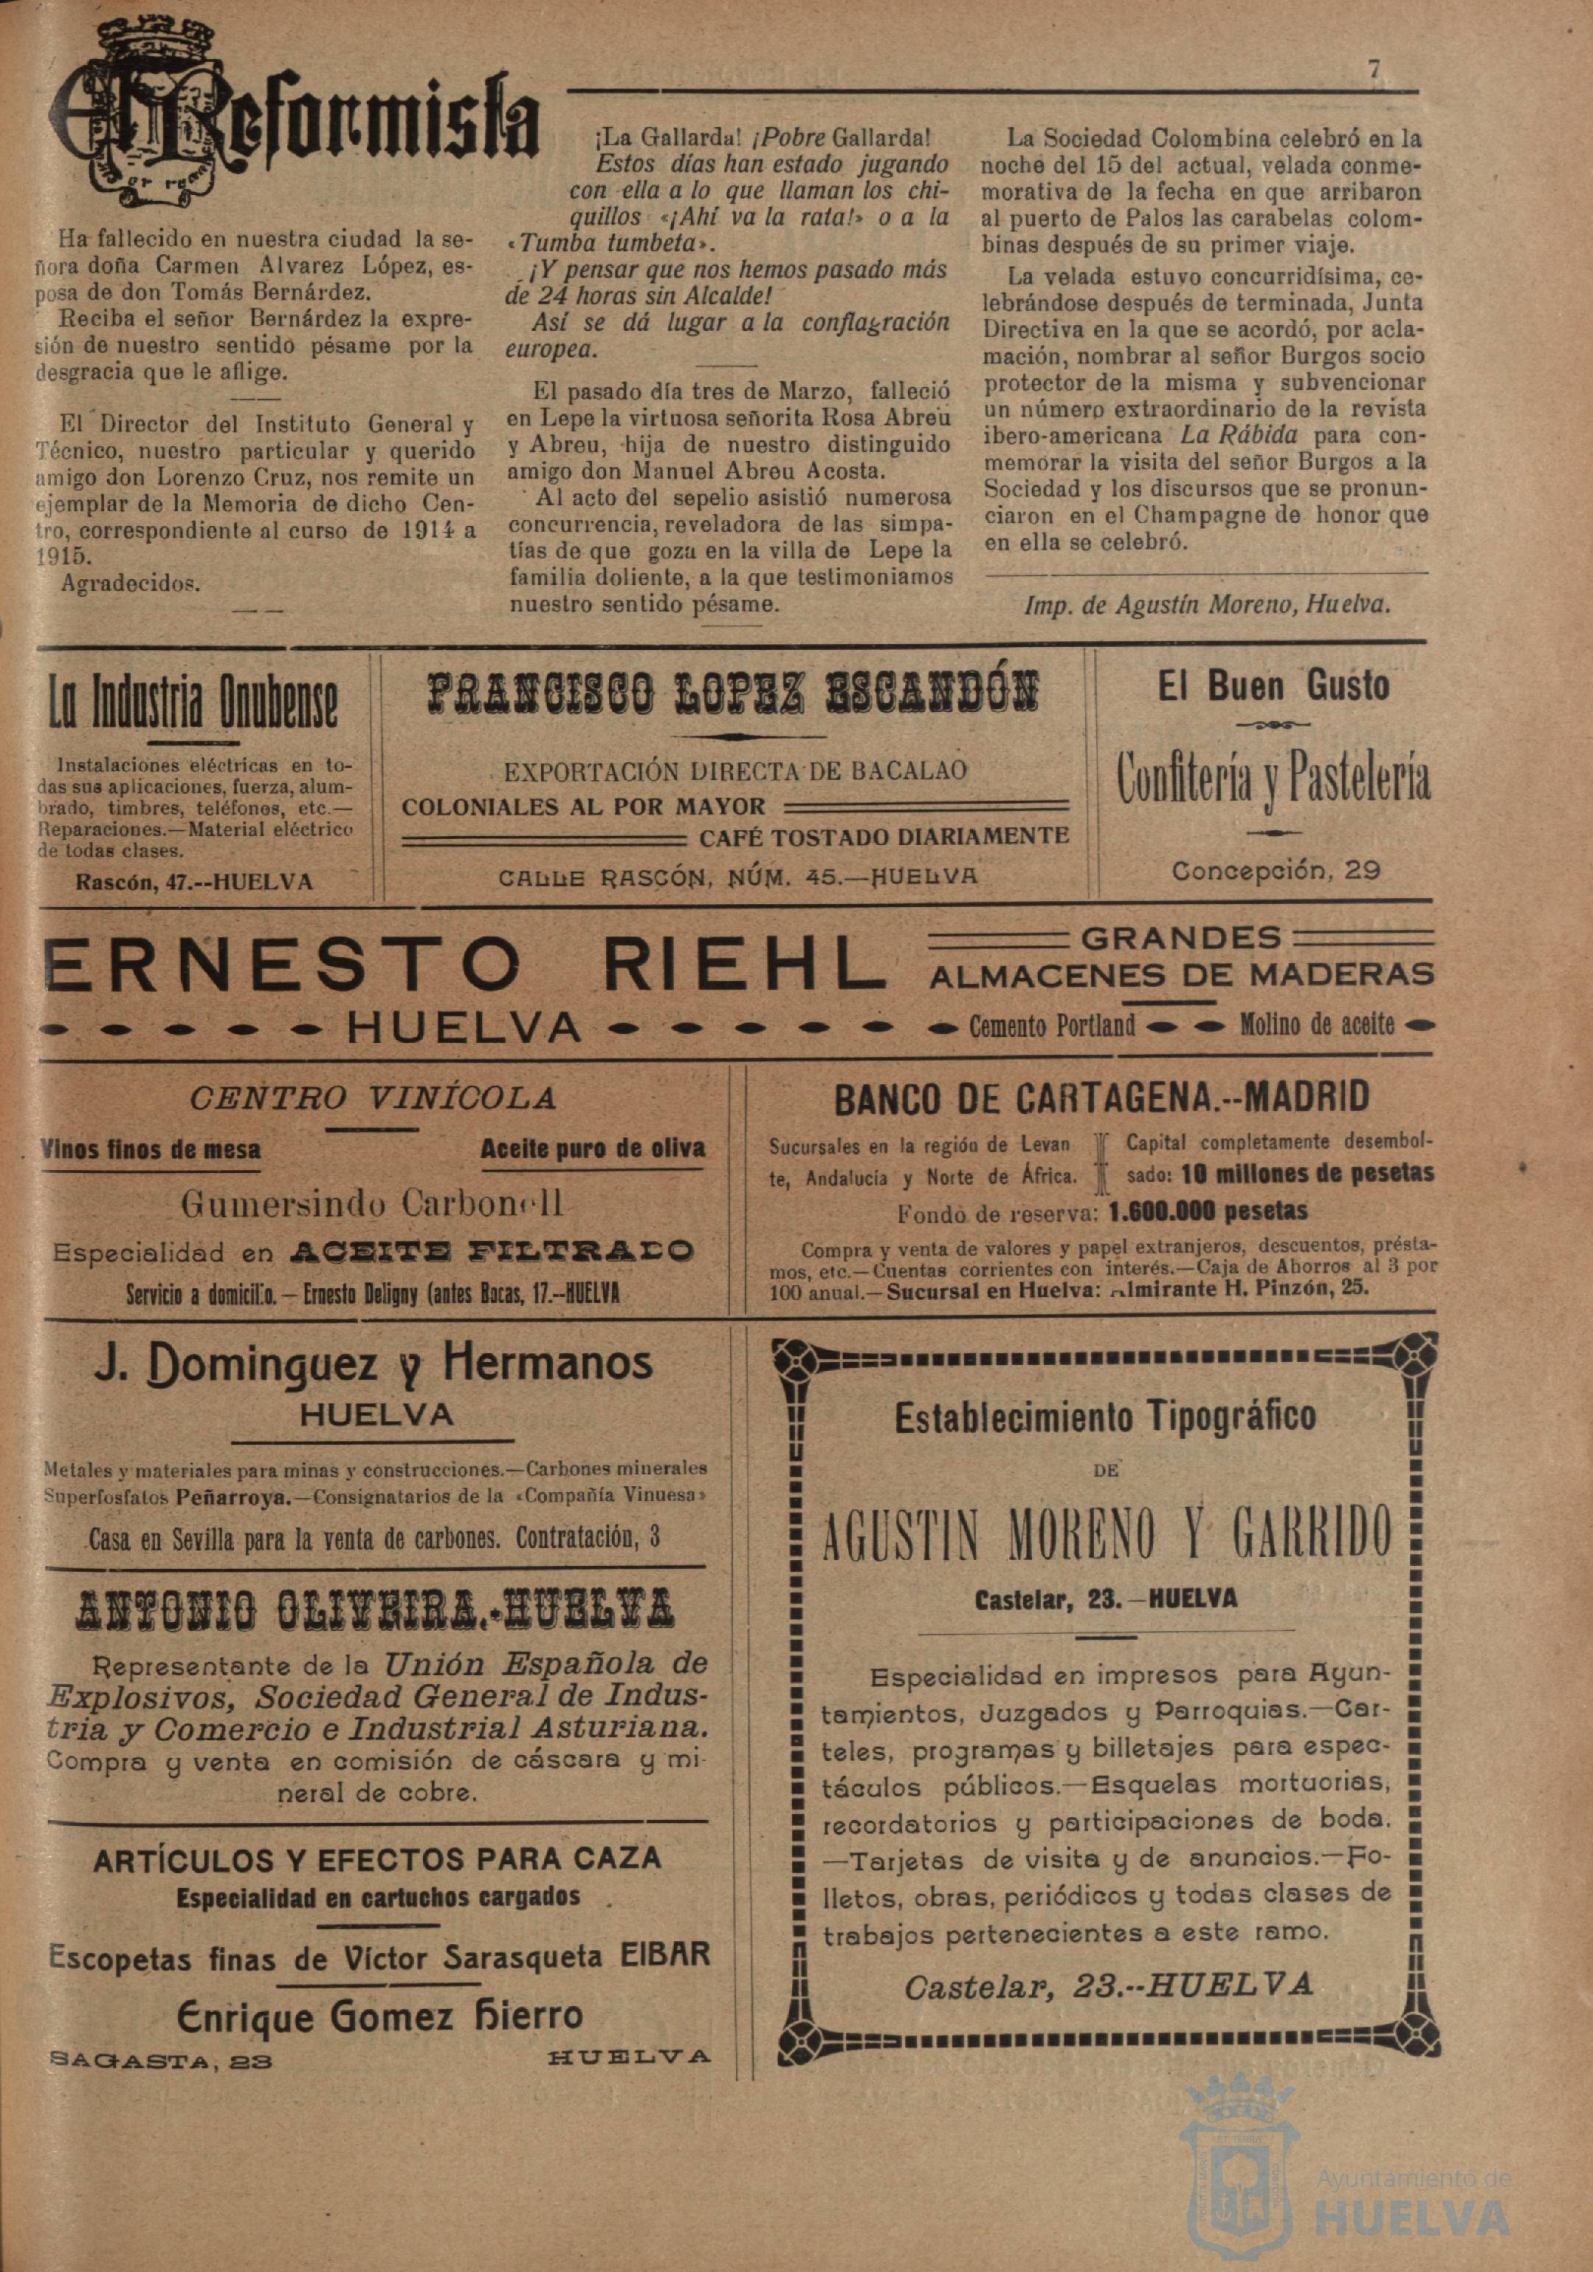 7
El Reformista
Ha fallecido en nuestra ciudad la se-
ñora doña Carmen Alvarez López, es-
posa de don Tomás Bernárdez.
Reciba el señor Bernárdez la expre-
sión de nuestro sentido pésame por la
desgracia que le aflige.
El Director del Instituto General y
Técnico, nuestro particular y querido
amigo don Lorenzo Cruz, nos remite un
ejemplar de la Memoria de dicho Cen-
tro, correspondiente al curso de 1914 a
1915.
Agradecidos.
¡La Gallarda! ¡Pobre Gallarda!
Estos días han estado jugando
con ella a lo que llaman los chi-
quillos «¡Ahí va la rata!» o a la
«Tumba tumbeta».
¡Y pensar que nos hemos pasado más
de 24 horas sin Alcalde!
Así se dá lugar a la conflagración
europea.
El pasado día tres de Marzo, falleció
en Lepe la virtuosa señorita Rosa Abreu
y Abreu, hija de nuestro distinguido
amigo don Manuel Abreu Acosta.
Al acto del sepelio asistió numerosa
concurrencia, reveladora de las simpa-
tías de que goza en la villa de Lepe la
familia doliente, a la que testimoniamos
nuestro sentido pésame.
La Sociedad Colombina celebró en la
noche del 15 del actual, velada conme-
morativa de la fecha en que arribaron
al puerto de Palos las carabelas colom-
binas después de su primer viaje.
La velada estuvo concurridísima, ce-
lebrándose después de terminada, Junta
Directiva en la que se acordó, por acla-
mación, nombrar al señor Burgos socio
protector de la misma y subvencionar
un número extraordinario de la revista
ibero-americana La Rábida para con-
memorar la visita del señor Burgos a la
Sociedad y los discursos que se pronun-
ciaron en el Champagne de honor que
en ella se celebró.
Imp. de Agustín Moreno, Huelva.
La Industria Onubense
Instalaciones eléctricas en to-
das sus aplicaciones, fuerza, alum-
brado, timbres, teléfonos, etc.—
Reparaciones.—Material eléctrico
de todas clases.
Rascón, 47.--HUELVA
FRANCISCO LOPEZ ESCANDÓN
EXPORTACIÓN DIRECTA DE BACALAO
COLONIALES AL POR MAYOR
CAFÉ TOSTADO DIARIAMENTE
CALLE RASCÓN, NÚM. 45.—HUELVA
El Buen Gusto
Confitería y Pastelería
Concepción, 29
ERNESTO RIEHL
HUELVA
GRANDES
ALMACENES DE MADERAS
Cemento Portland
Molino de aceite
CENTRO VINÍCOLA
Vinos finos de mesa
Aceite puro de oliva
Gumersindo Carbonell
Especialidad en ACEITE FILTRADO
Servicio a domicilio. — Ernesto Deligny (antes Bocas, 17.--HUELVA
BANCO DE CARTAGENA.--MADRID
Sucursales en la región de Levan
te, Andalucía y Norte de África.
Capital completamente desembol-
sado: 10 millones de pesetas
Fondo de reserva: 1.600.000 pesetas
Compra y venta de valores y papel extranjeros, descuentos, présta-
mos, etc.—Cuentas corrientes con interés.—Caja de Ahorros al 3 por
100 anual.—Sucursal en Huelva: Almirante H. Pinzón, 25.
J. Dominguez y Hermanos
HUELVA
Metales y materiales para minas y construcciones.—Carbones minerales
Superfosfatos Peñarroya.—Consignatarios de la «Compañía Vinuesa»
Casa en Sevilla para la venta de carbones. Contratación, 3
ANTONIO OLIVEIRA.-HUELVA
Representante de la Unión Española de
Explosivos, Sociedad General de Indus-
tria y Comercio e Industrial Asturiana.
Compra y venta en comisión de cáscara y mi-
neral de cobre.
ARTÍCULOS Y EFECTOS PARA CAZA
Especialidad en cartuchos cargados
Escopetas finas de Víctor Sarasqueta EIBAR
Enrique Gomez Hierro
SAGASTA, 23 HUELVA
Establecimiento Tipográfico
DE
AGUSTIN MORENO Y GARRIDO
Castelar, 23.—HUELVA
Especialidad en impresos para Ayun-
tamientos, Juzgados y Parroquias.—Car-
teles, programas y billetajes para espec-
táculos públicos.—Esquelas mortuorias,
recordatorios y participaciones de boda.
—Tarjetas de visita y de anuncios.—Fo-
lletos, obras, periódicos y todas clases de
trabajos pertenecientes a este ramo.
Castelar, 23.--HUELVA
Ayuntamiento de
HUELVA